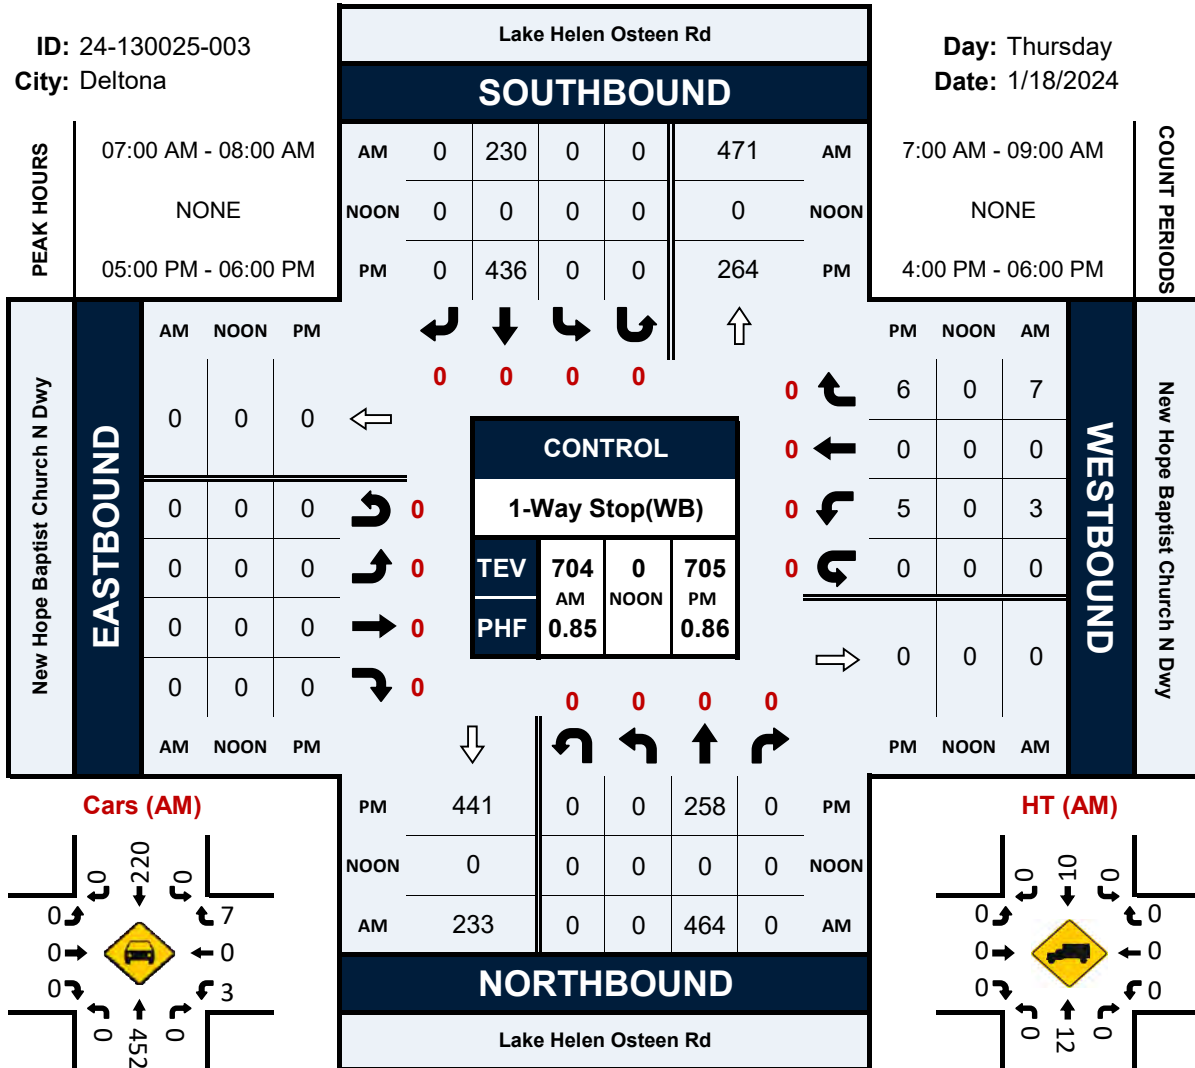 Lake Helen Osteen Rd
ID: 24-130025-003
City: Deltona
Day: Thursday
Date: 1/18/2024
SOUTHBOUND
PEAK HOURS
07:00 AM - 08:00 AM
NONE
05:00 PM - 06:00 PM
AM 0 230 0 0 471 AM
NOON 0 0 0 0 0 NOON
PM 0 436 0 0 264 PM
7:00 AM - 09:00 AM
NONE
4:00 PM - 06:00 PM
COUNT PERIODS
0 0 0 0
New Hope Baptist Church N Dwy
EASTBOUND
AM NOON PM
0 0 0
0 0 0 0
0 0 0 0
0 0 0 0
0 0 0 0
AM NOON PM
CONTROL
1-Way Stop(WB)
TEV 704 0 705
AM NOON PM
PHF 0.85 0.86
PM NOON AM
0 6 0 7
0 0 0 0
0 5 0 3
0 0 0 0
0 0 0
PM NOON AM
WESTBOUND
New Hope Baptist Church N Dwy
0 0 0 0
PM 441 0 0 258 0 PM
NOON 0 0 0 0 0 NOON
AM 233 0 0 464 0 AM
NORTHBOUND
Lake Helen Osteen Rd
Cars (AM)
0 220 0
0 7
0 0
0 3
0 452 0
HT (AM)
0 10 0
0 0
0 0
0 0
0 12 0